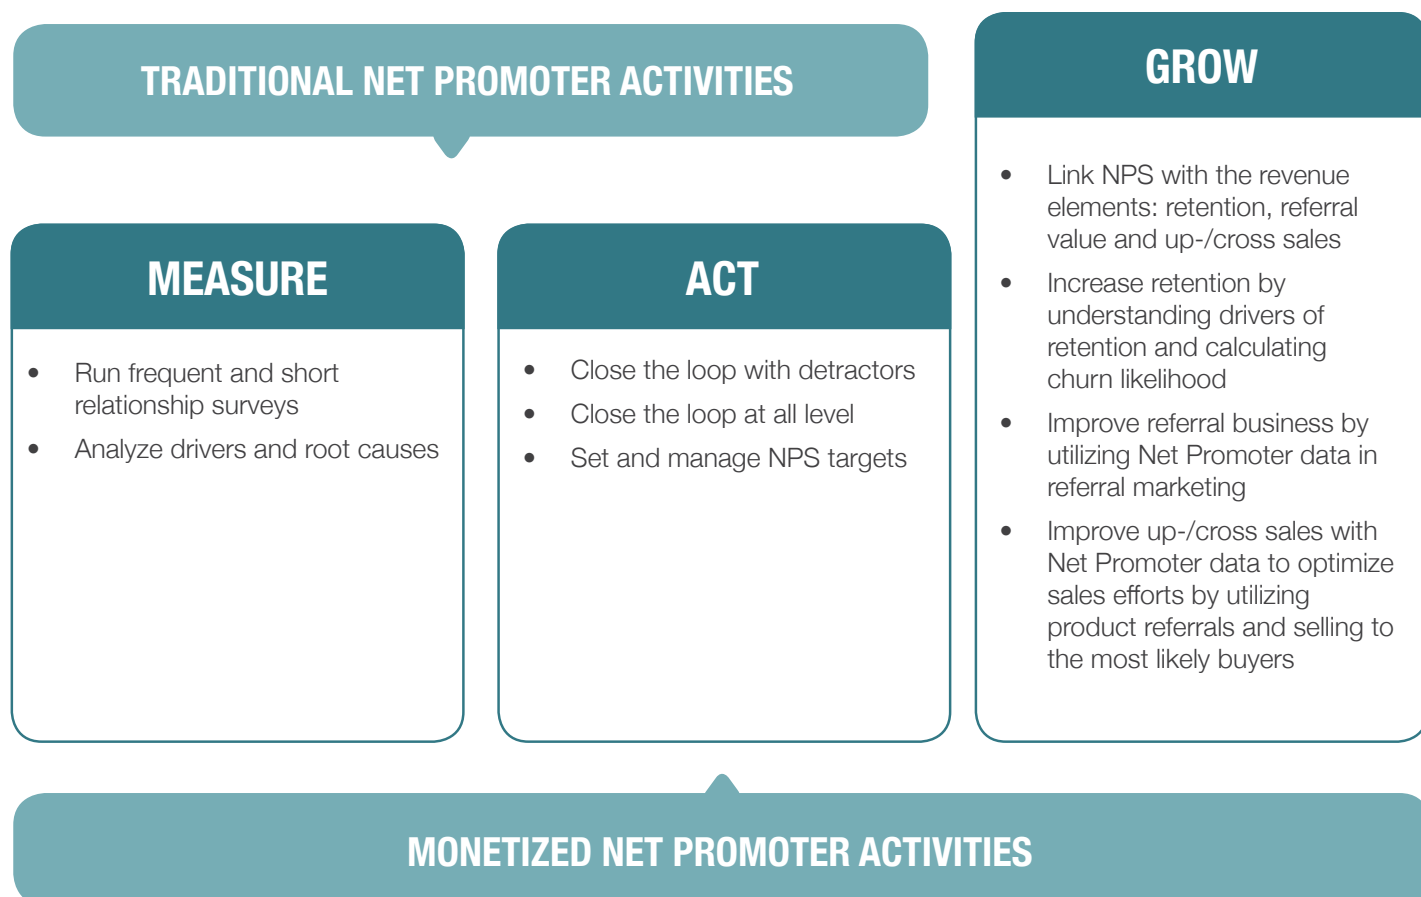 TRADITIONAL NET PROMOTER ACTIVITIES
MEASURE
• Run frequent and short
relationship surveys
• Analyze drivers and root causes
ACT
• Close the loop with detractors
• Close the loop at all level
• Set and manage NPS targets
GROW
• Link NPS with the revenue
elements: retention, referral
value and up-/cross sales
• Increase retention by
understanding drivers of
retention and calculating
churn likelihood
• Improve referral business by
utilizing Net Promoter data in
referral marketing
• Improve up-/cross sales with
Net Promoter data to optimize
sales efforts by utilizing
product referrals and selling to
the most likely buyers
MONETIZED NET PROMOTER ACTIVITIES